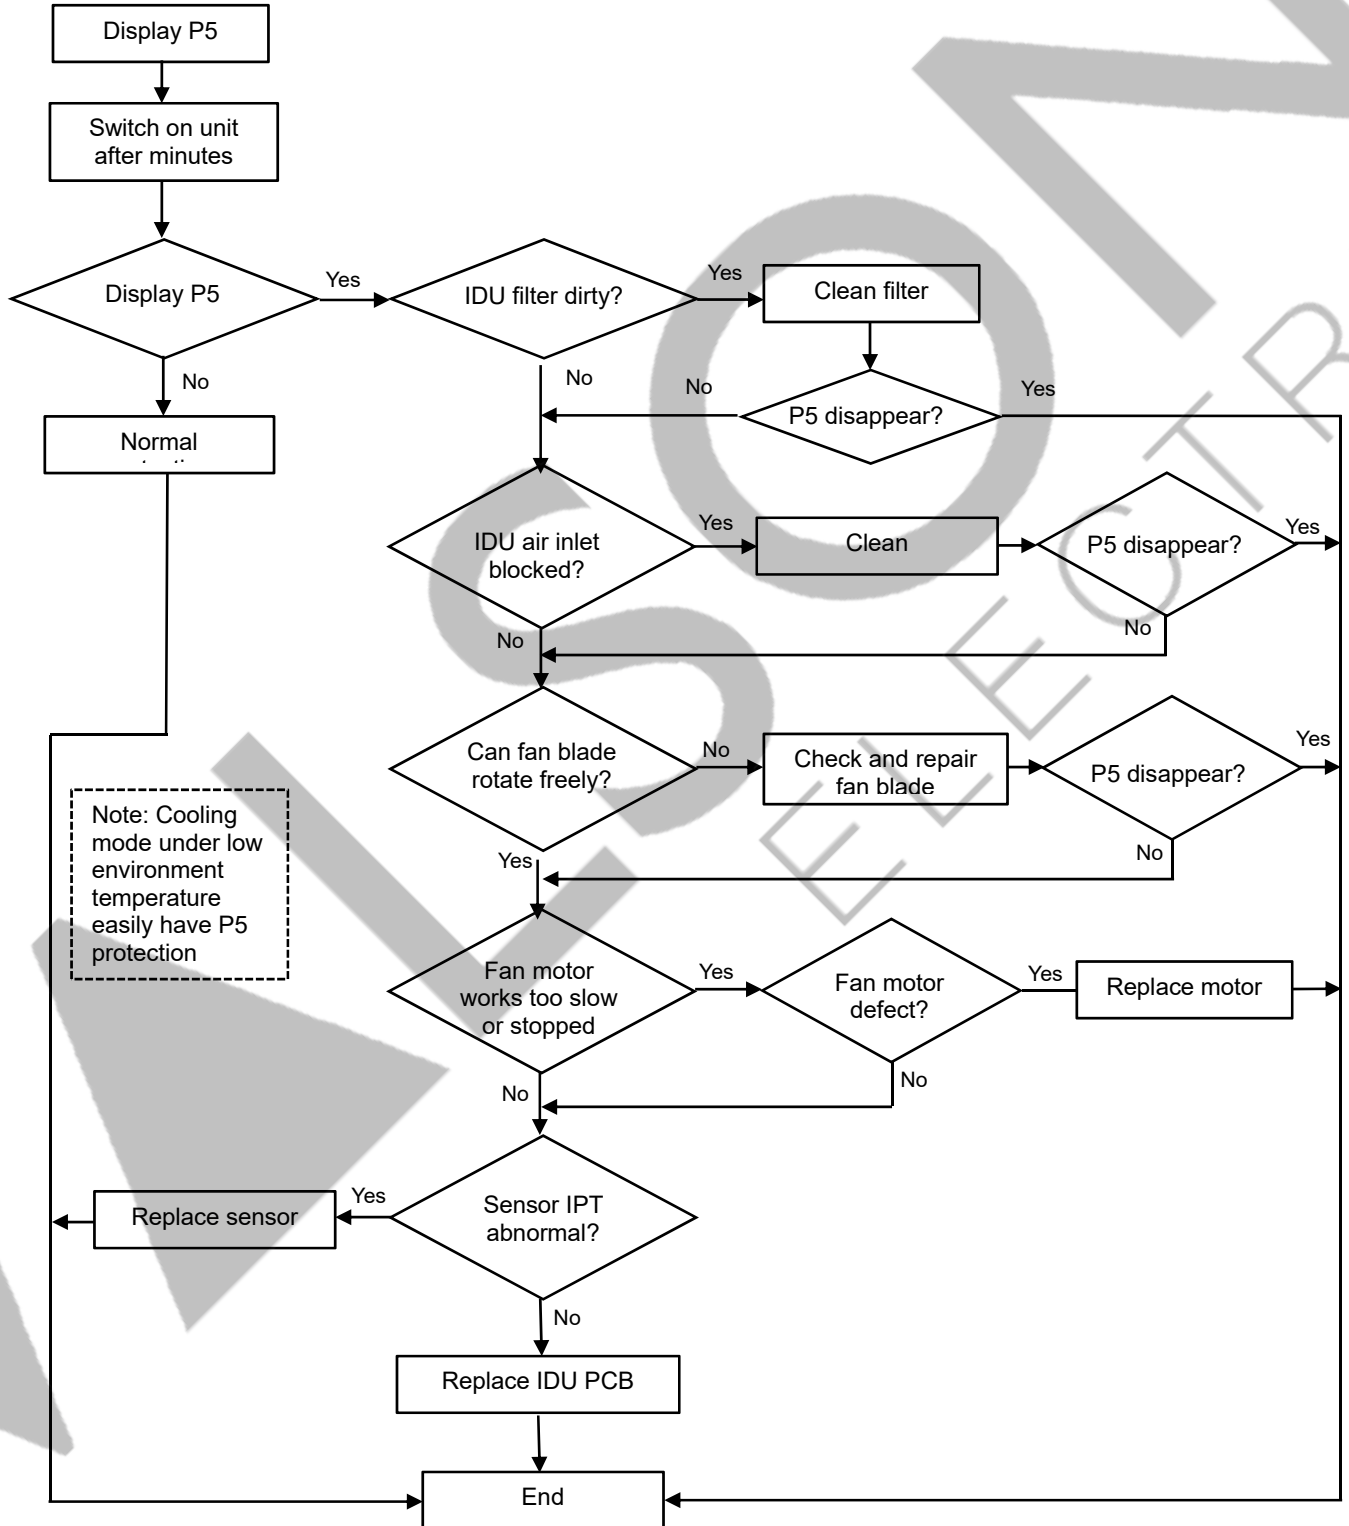 Display P5
Switch on unit
after minutes
Display P5
Yes
IDU filter dirty?
Yes
Clean filter
No
No
No
P5 disappear?
Yes
Normal
IDU air inlet
blocked?
Yes
Clean
P5 disappear?
Yes
No
No
Can fan blade
rotate freely?
No
Check and repair
fan blade
P5 disappear?
Yes
Note: Cooling
mode under low
environment
temperature
easily have P5
protection
Yes
No
Fan motor
works too slow
or stopped
Yes
Fan motor
defect?
Yes
Replace motor
No
No
Sensor IPT
abnormal?
Yes
Replace sensor
No
Replace IDU PCB
End
ALSON
ELECTR